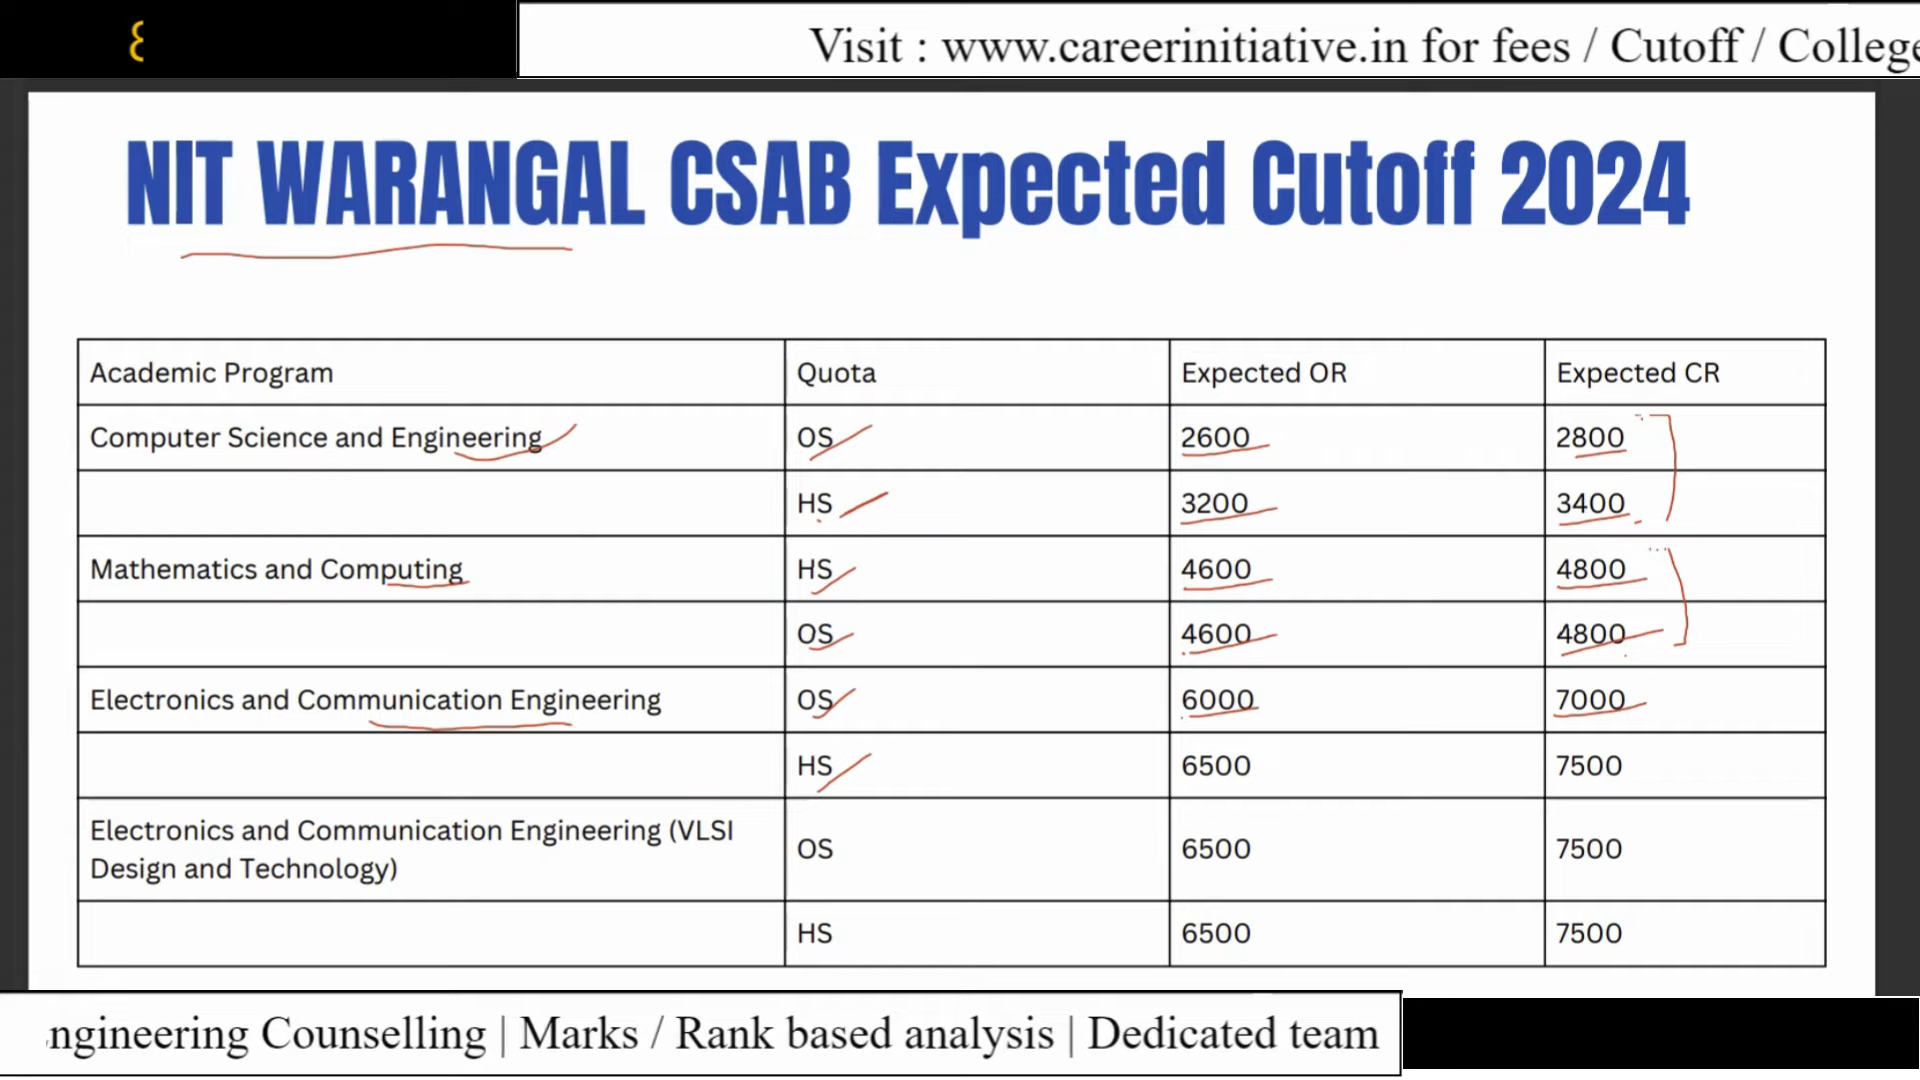 Visit : www.careerinitiative.in for fees / Cutoff / College
NIT WARANGAL CSAB Expected Cutoff 2024
Academic Program Quota Expected OR Expected CR
Computer Science and Engineering OS 2600 2800
HS 3200 3400
Mathematics and Computing HS 4600 4800
OS 4600 4800
Electronics and Communication Engineering OS 6000 7000
HS 6500 7500
Electronics and Communication Engineering (VLSI
Design and Technology) OS 6500 7500
HS 6500 7500
ngineering Counselling | Marks / Rank based analysis | Dedicated team